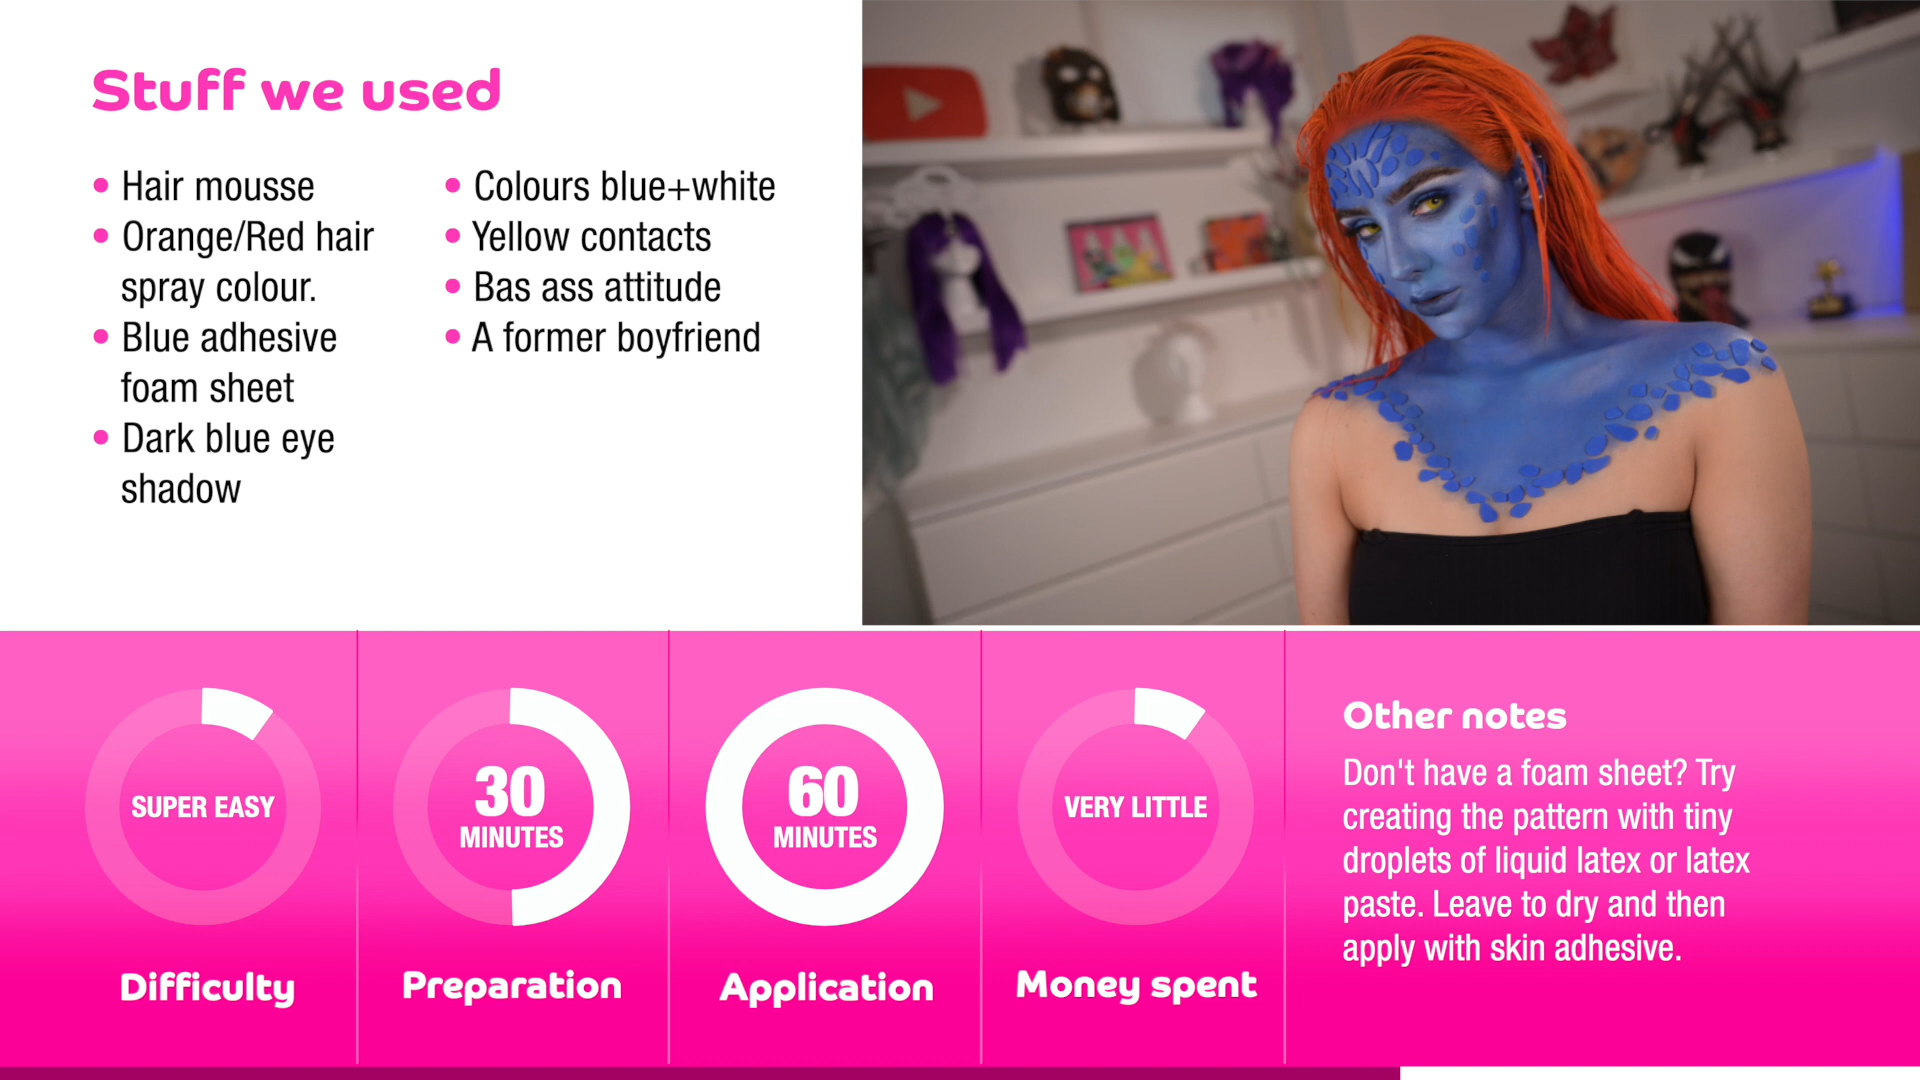 Stuff we used
• Hair mousse
• Orange/Red hair
spray colour.
• Blue adhesive
foam sheet
• Dark blue eye
shadow
• Colours blue+white
• Yellow contacts
• Bas ass attitude
• A former boyfriend
SUPER EASY
Difficulty
30
MINUTES
Preparation
60
MINUTES
Application
VERY LITTLE
Money spent
Other notes
Don't have a foam sheet? Try
creating the pattern with tiny
droplets of liquid latex or latex
paste. Leave to dry and then
apply with skin adhesive.